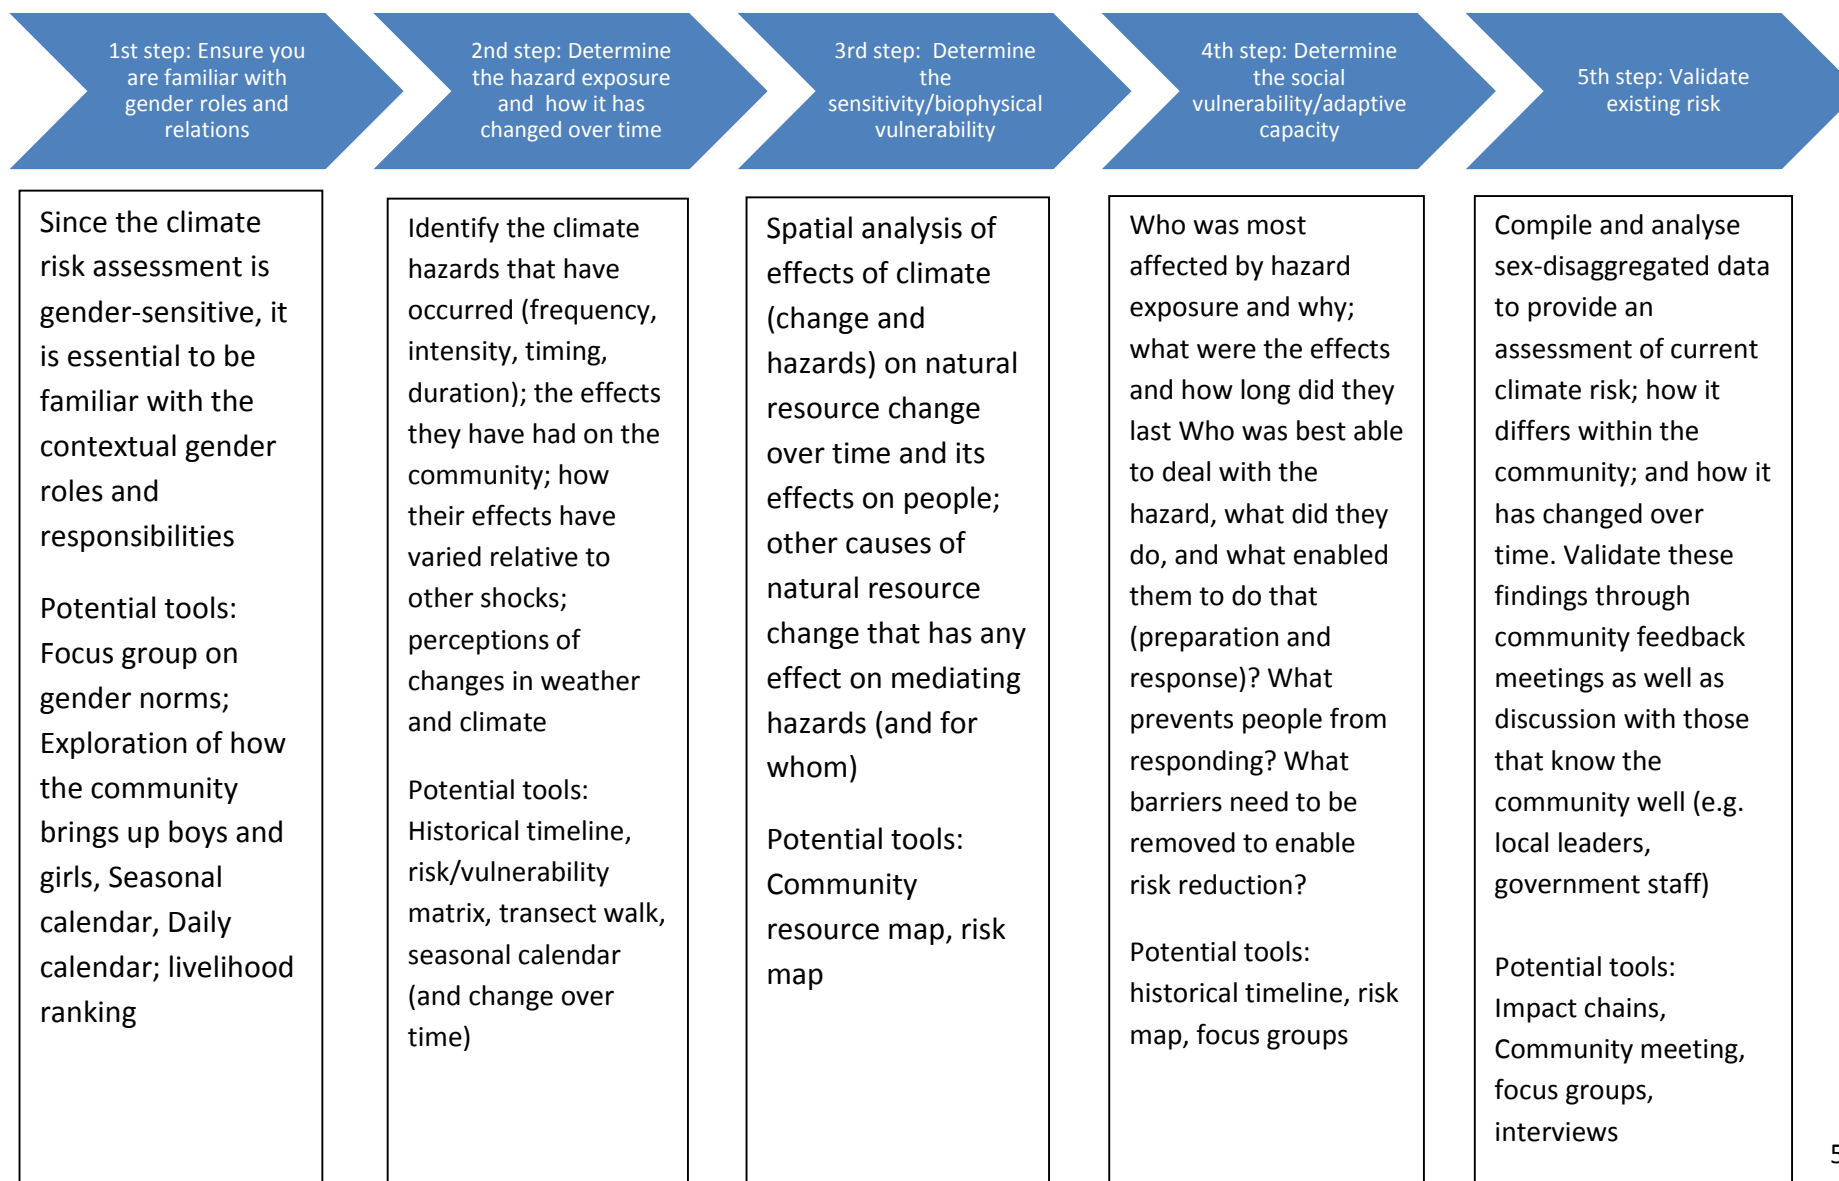 1st step: Ensure you
are familiar with
gender roles and
relations
2nd step: Determine
the hazard exposure
and how it has
changed over time
3rd step: Determine
the
sensitivity/biophysical
vulnerability
4th step: Determine
the social
vulnerability/adaptive
capacity
5th step: Validate
existing risk
Since the climate
risk assessment is
gender-sensitive, it
is essential to be
familiar with the
contextual gender
roles and
responsibilities
Potential tools:
Focus group on
gender norms;
Exploration of how
the community
brings up boys and
girls, Seasonal
calendar, Daily
calendar; livelihood
ranking
Identify the climate
hazards that have
occurred (frequency,
intensity, timing,
duration); the effects
they have had on the
community; how
their effects have
varied relative to
other shocks;
perceptions of
changes in weather
and climate
Potential tools:
Historical timeline,
risk/vulnerability
matrix, transect walk,
seasonal calendar
(and change over
time)
Spatial analysis of
effects of climate
(change and
hazards) on natural
resource change
over time and its
effects on people;
other causes of
natural resource
change that has any
effect on mediating
hazards (and for
whom)
Potential tools:
Community
resource map, risk
map
Who was most
affected by hazard
exposure and why;
what were the effects
and how long did they
last Who was best able
to deal with the
hazard, what did they
do, and what enabled
them to do that
(preparation and
response)? What
prevents people from
responding? What
barriers need to be
removed to enable
risk reduction?
Potential tools:
historical timeline, risk
map, focus groups
Compile and analyse
sex-disaggregated data
to provide an
assessment of current
climate risk; how it
differs within the
community; and how it
has changed over
time. Validate these
findings through
community feedback
meetings as well as
discussion with those
that know the
community well (e.g.
local leaders,
government staff)
Potential tools:
Impact chains,
Community meeting,
focus groups,
interviews
5